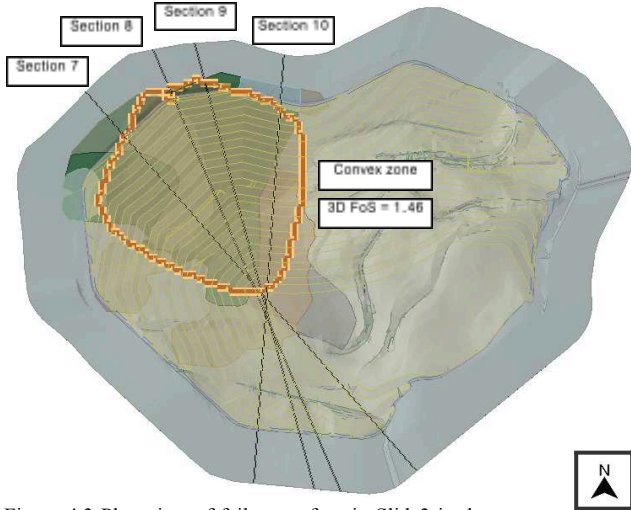 Section 9
Section 8
Section 10
Section 7
Convex zone
3D FoS = 1.46
N